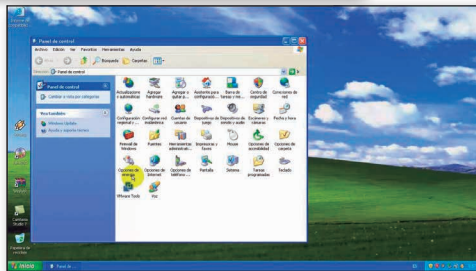 Panel de control
Archivo Edición Ver Favoritos Herramientas Ayuda
Búsqueda Carpetas
Panel de control
Panel de control
Cambiar a vista por categorías
Vea también
Windows Update
Ayuda y soporte técnico
Actualizaciones automáticas
Agregar hardware
Agregar o quitar p...
Asistente para configuració...
Barra de tareas y me...
Centro de seguridad
Conexiones de red
Configuración regional y ...
Configurar red inalámbrica
Cuentas de usuario
Dispositivos de juego
Dispositivos de sonido y audio
Escáneres y cámaras
Fecha y hora
Firewall de Windows
Fuentes
Herramientas administrati...
Impresoras y faxes
Mouse
Opciones de accesibilidad
Opciones de carpeta
Opciones de energía
Opciones de Internet
Opciones de teléfono ...
Pantalla
Sistema
Tareas programadas
Teclado
VMware Tools
Voz
Papelera de reciclaje
Inicio
Panel de ...